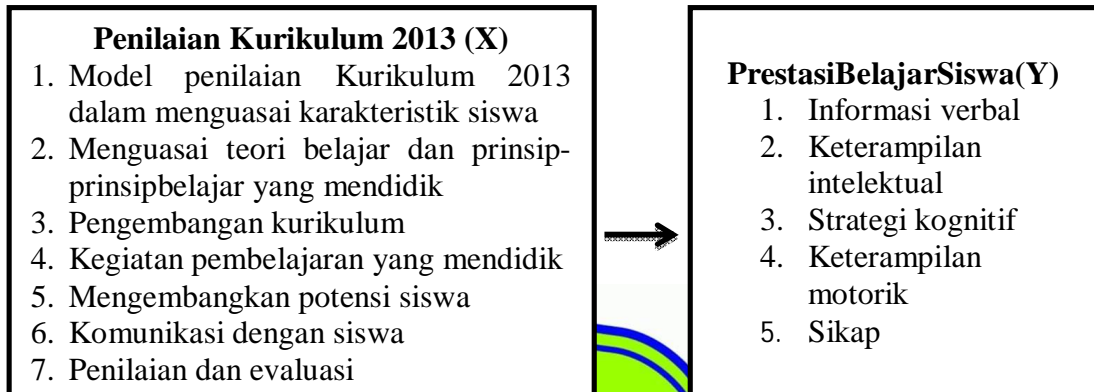 Penilaian Kurikulum 2013 (X)
1. Model penilaian Kurikulum 2013
dalam menguasai karakteristik siswa
2. Menguasai teori belajar dan prinsip-
prinsipbelajar yang mendidik
3. Pengembangan kurikulum
4. Kegiatan pembelajaran yang mendidik
5. Mengembangkan potensi siswa
6. Komunikasi dengan siswa
7. Penilaian dan evaluasi
PrestasiBelajarSiswa(Y)
1. Informasi verbal
2. Keterampilan
intelektual
3. Strategi kognitif
4. Keterampilan
motorik
5. Sikap